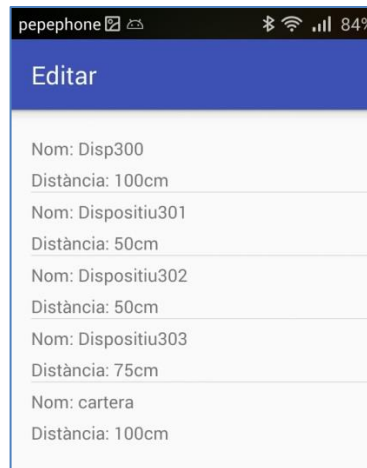 pepephone 84%
Editar
Nom: Disp300
Distància: 100cm
Nom: Dispositiu301
Distància: 50cm
Nom: Dispositiu302
Distància: 50cm
Nom: Dispositiu303
Distància: 75cm
Nom: cartera
Distància: 100cm